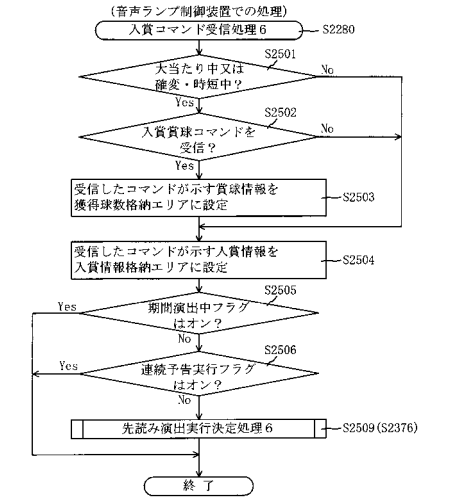 (音声ランプ制御装置での処理)
入賞コマンド受信処理6
S2280
S2501
大当たり中又は
確変・時短中?
No
Yes
S2502
入賞賞球コマンドを
受信?
No
Yes
受信したコマンドが示す賞球情報を
獲得球数格納エリアに設定
S2503
受信したコマンドが示す入賞情報を
入賞情報格納エリアに設定
S2504
S2505
期間演出中フラグ
はオン?
Yes
No
S2506
連続予告実行フラグ
はオン?
Yes
No
先読み演出実行決定処理6
S2509(S2376)
終了